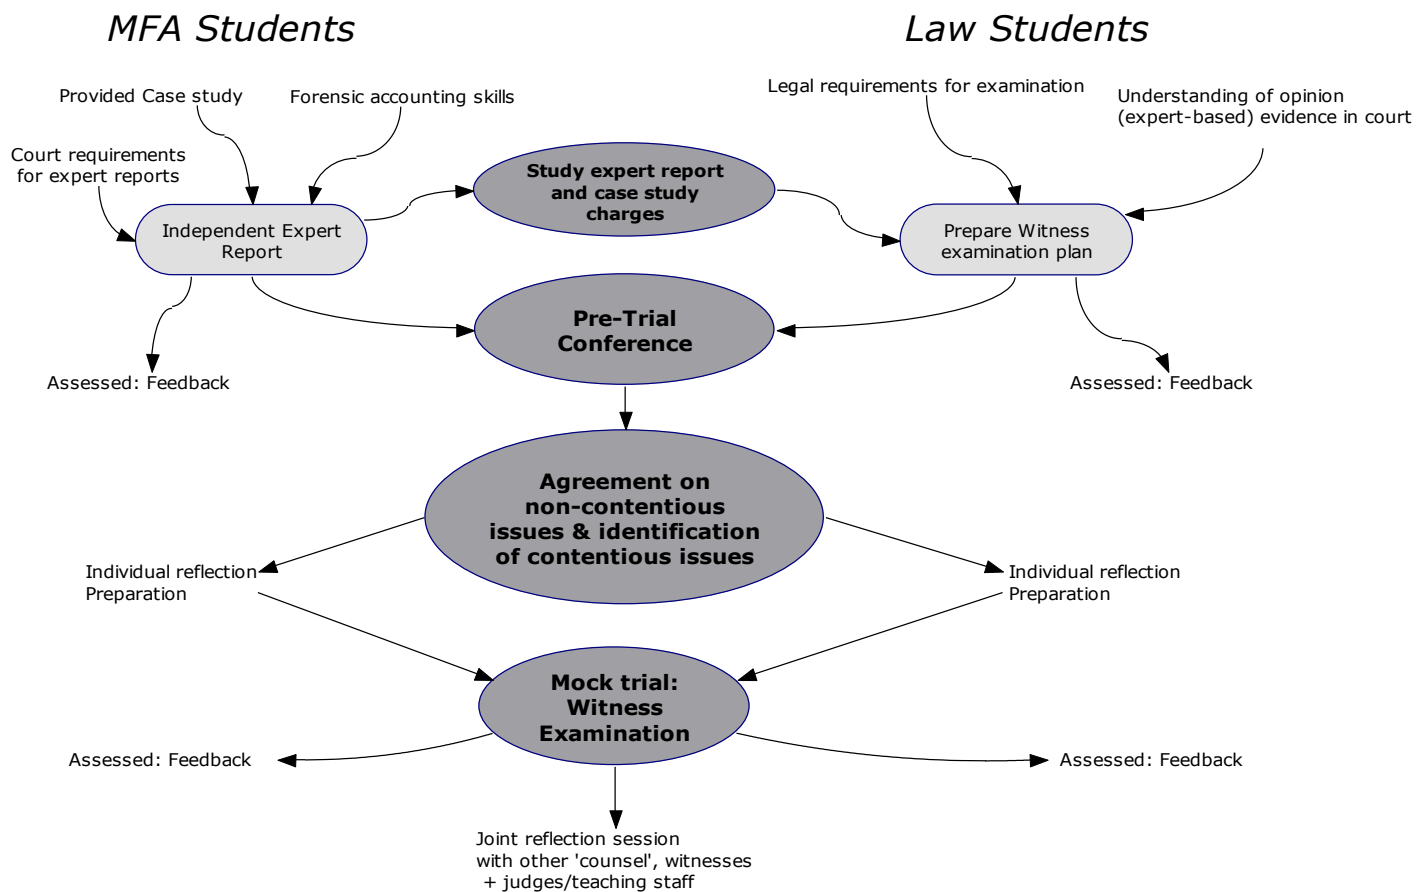 MFA Students
Law Students
Provided Case study
Forensic accounting skills
Court requirements
for expert reports
Legal requirements for examination
Understanding of opinion
(expert-based) evidence in court
Study expert report
and case study
charges
Independent Expert
Report
Prepare Witness
examination plan
Pre-Trial
Conference
Assessed: Feedback
Assessed: Feedback
Agreement on
non-contentious
issues & identification
of contentious issues
Individual reflection
Preparation
Individual reflection
Preparation
Mock trial:
Witness
Examination
Assessed: Feedback
Assessed: Feedback
Joint reflection session
with other 'counsel', witnesses
+ judges/teaching staff